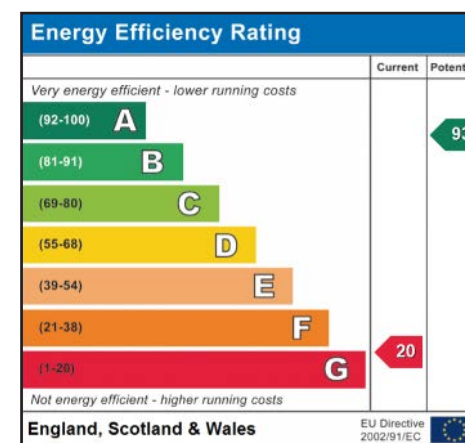 Energy Efficiency Rating
Current Potent
Very energy efficient - lower running costs
(92-100) A
93
(81-91) B
(69-80) C
(55-68) D
(39-54) E
(21-38) F
(1-20) G
20
Not energy efficient - higher running costs
England, Scotland & Wales
EU Directive
2002/91/EC